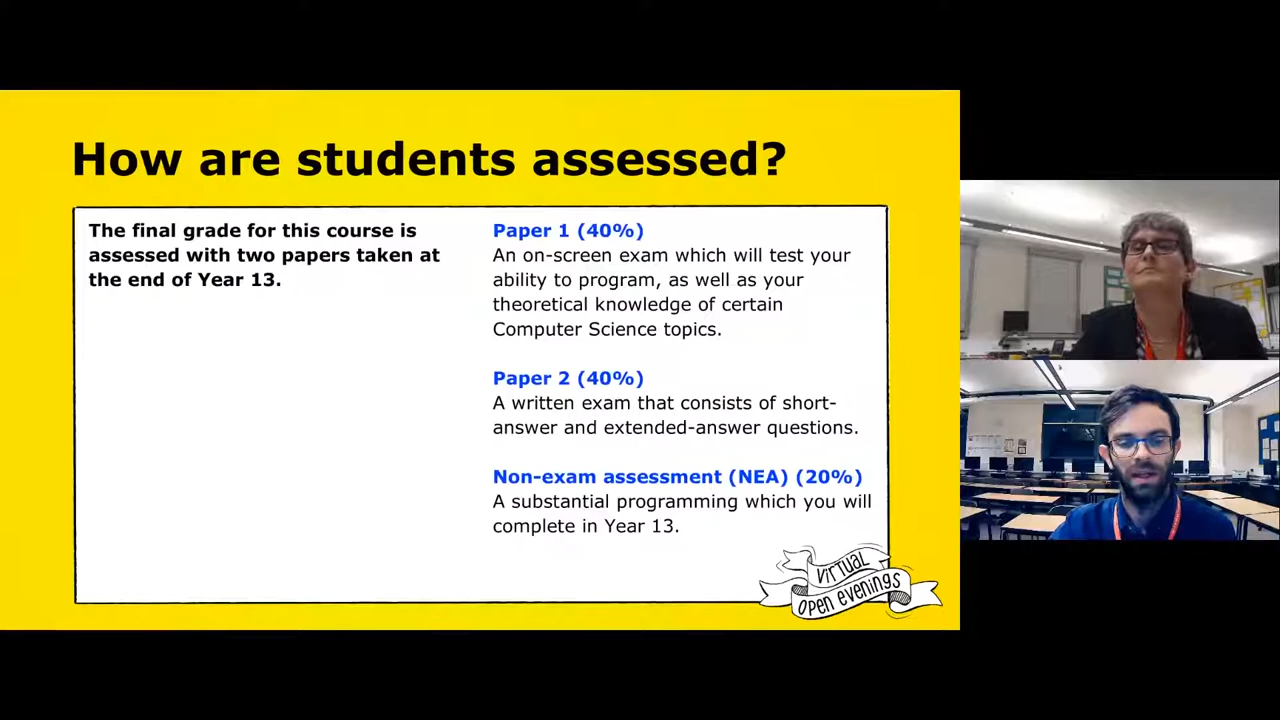 How are students assessed?
The final grade for this course is
assessed with two papers taken at
the end of Year 13.
Paper 1 (40%)
An on-screen exam which will test your
ability to program, as well as your
theoretical knowledge of certain
Computer Science topics.
Paper 2 (40%)
A written exam that consists of short-
answer and extended-answer questions.
Non-exam assessment (NEA) (20%)
A substantial programming which you will
complete in Year 13.
VIRTUAL
OPEN EVENINGS